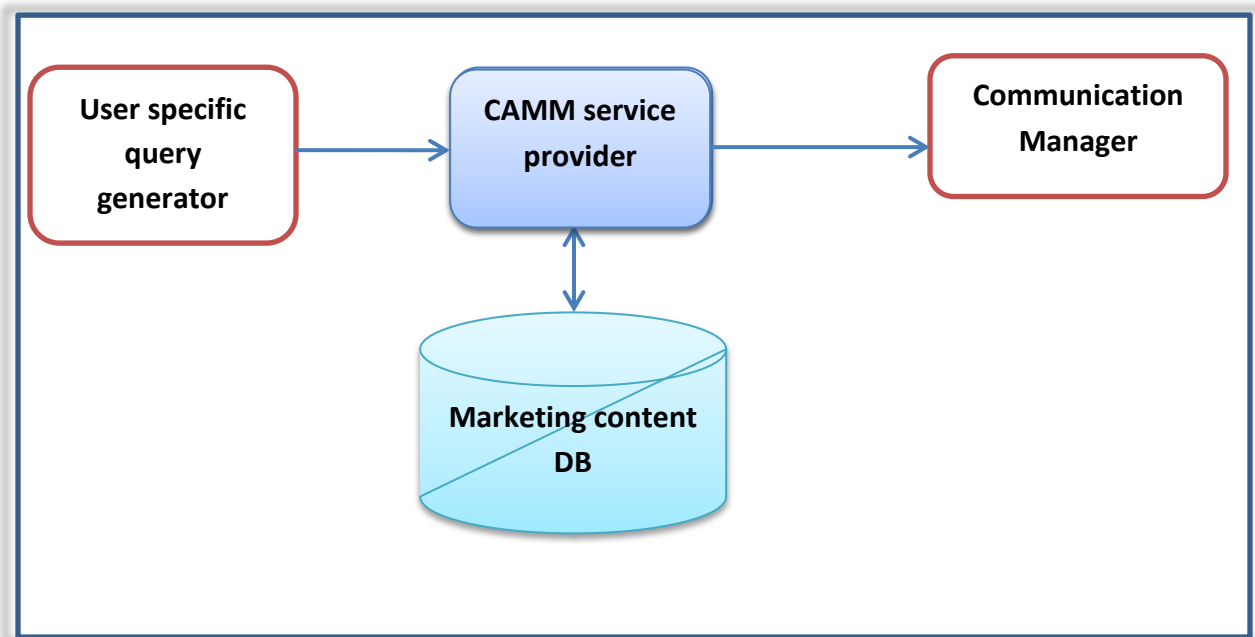 User specific
query
generator
CAMM service
provider
Communication
Manager
Marketing content
DB